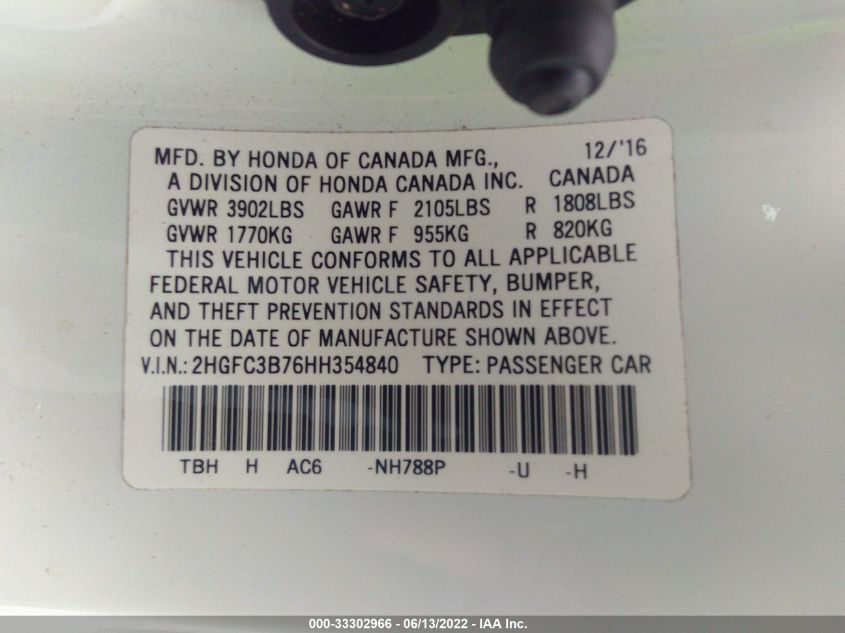 MFD. BY HONDA OF CANADA MFG., 12/'16
A DIVISION OF HONDA CANADA INC. CANADA
GVWR 3902LBS GAWR F 2105LBS R 1808LBS
GVWR 1770KG GAWR F 955KG R 820KG
THIS VEHICLE CONFORMS TO ALL APPLICABLE
FEDERAL MOTOR VEHICLE SAFETY, BUMPER,
AND THEFT PREVENTION STANDARDS IN EFFECT
ON THE DATE OF MANUFACTURE SHOWN ABOVE.
V.I.N.: 2HGFC3B76HH354840 TYPE: PASSENGER CAR
TBH H AC6 -NH788P -U -H
000-33302966 - 06/13/2022 - IAA Inc.